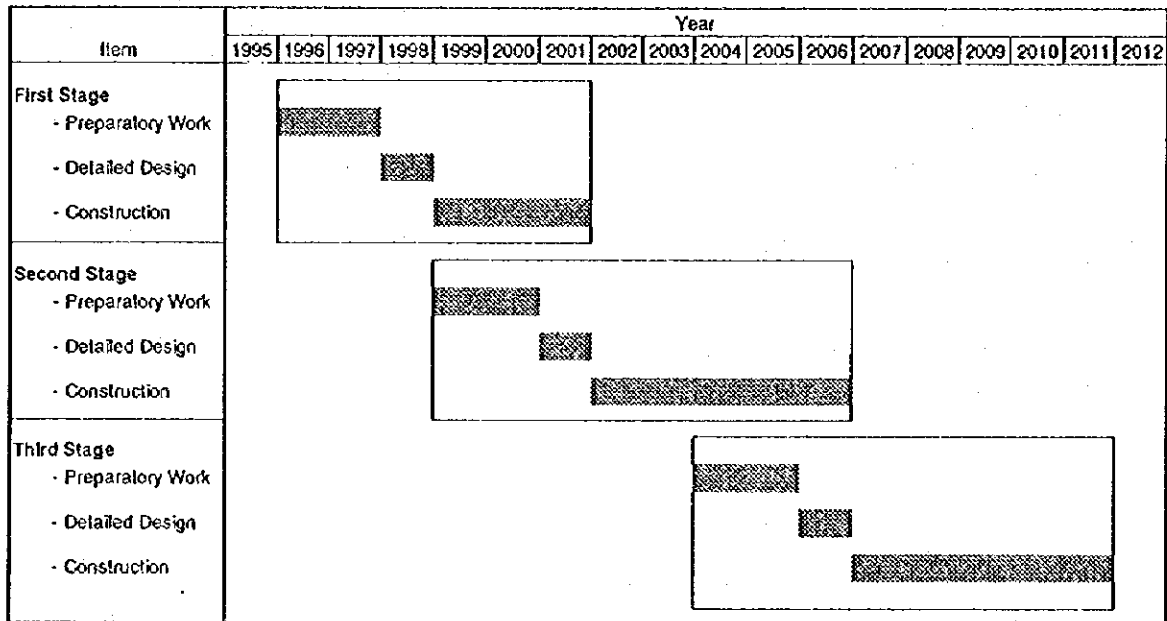 Year
Item 1995 1996 1997 1998 1999 2000 2001 2002 2003 2004 2005 2006 2007 2008 2009 2010 2011 2012
First Stage
- Preparatory Work
- Detailed Design
- Construction
Second Stage
- Preparatory Work
- Detailed Design
- Construction
Third Stage
- Preparatory Work
- Detailed Design
- Construction